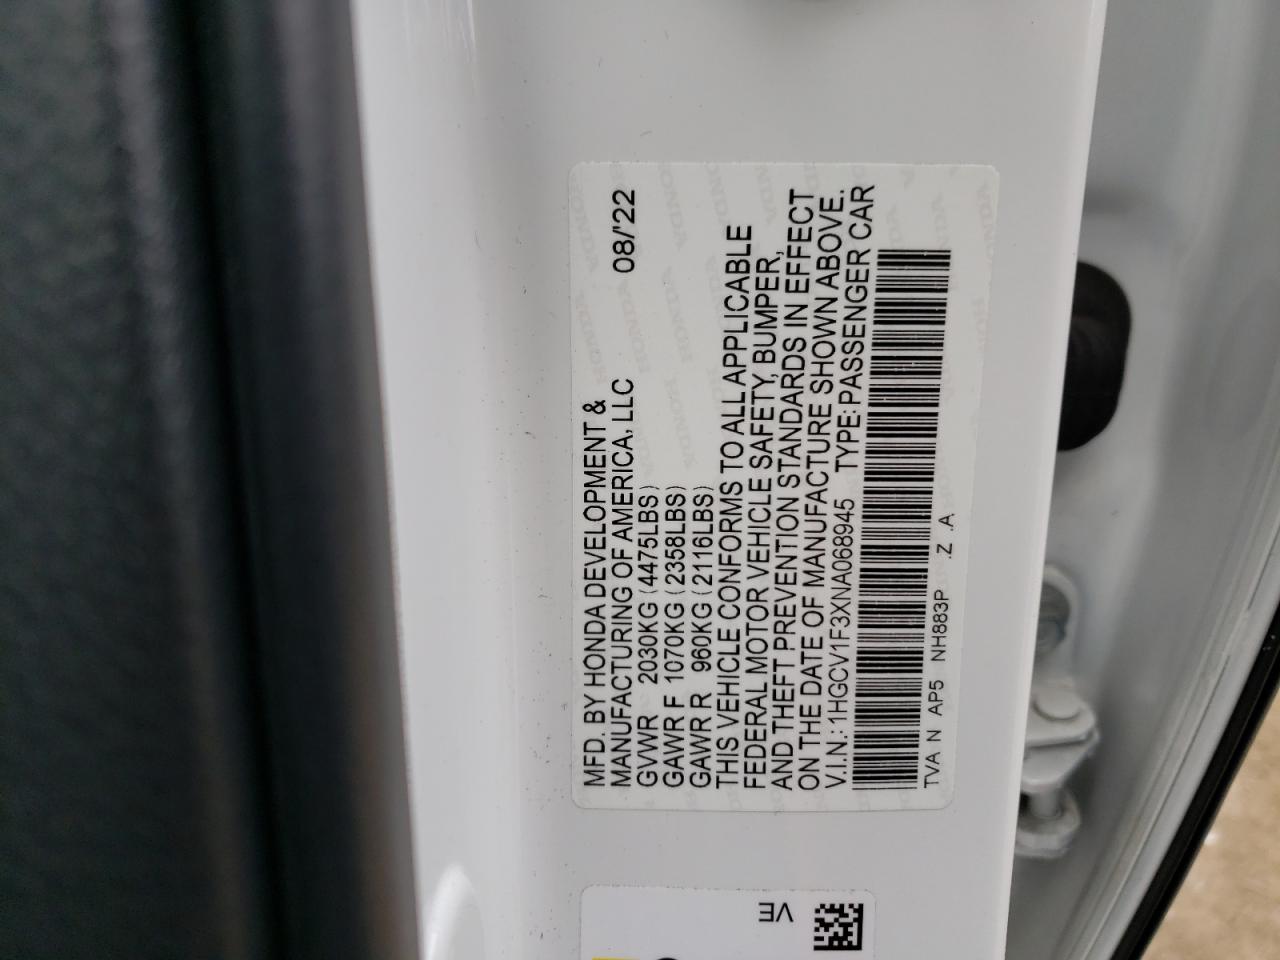 MFD. BY HONDA DEVELOPMENT &
MANUFACTURING OF AMERICA, LLC 08/'22
GVWR 2030KG (4475LBS)
GAWR F 1070KG (2358LBS)
GAWR R 960KG (2116LBS)
THIS VEHICLE CONFORMS TO ALL APPLICABLE
FEDERAL MOTOR VEHICLE SAFETY, BUMPER,
AND THEFT PREVENTION STANDARDS IN EFFECT
ON THE DATE OF MANUFACTURE SHOWN ABOVE.
V.I.N.: 1HGCV1F3XNA068945 TYPE: PASSENGER CAR
TVA N AP5 NH883P .Z .A
VE